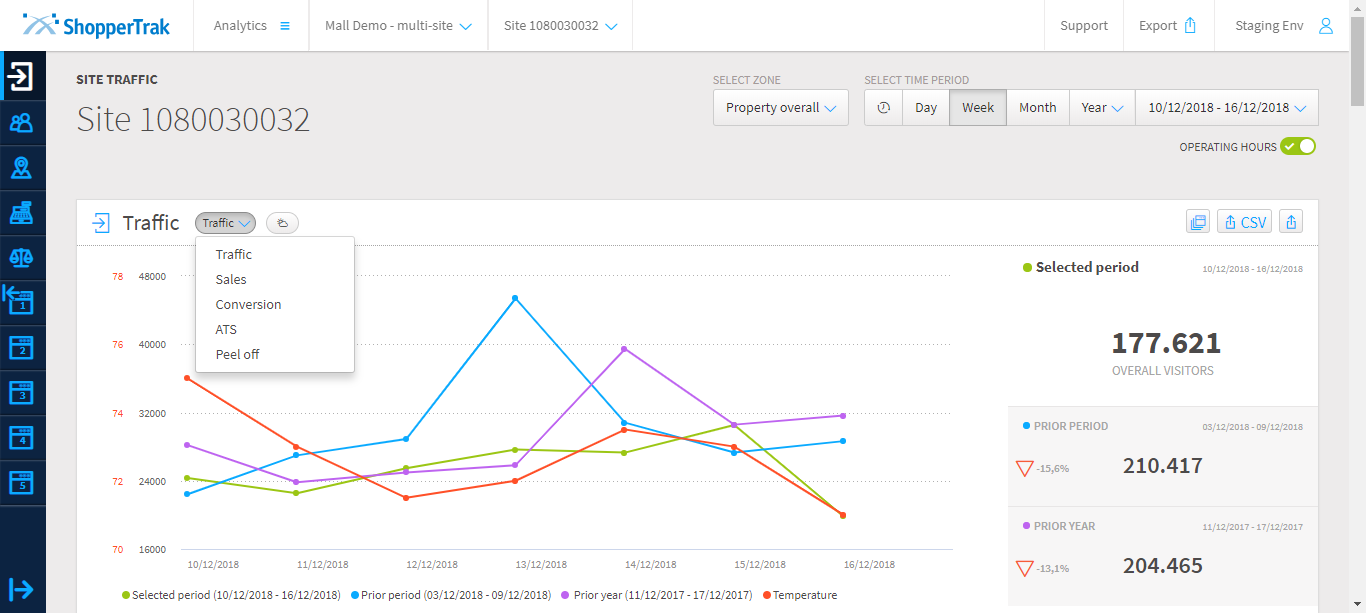 ShopperTrak
Analytics
Mall Demo - multi-site
Site 1080030032
Support
Export
Staging Env
SITE TRAFFIC
Site 1080030032
SELECT ZONE
Property overall
SELECT TIME PERIOD
Day
Week
Month
Year
10/12/2018 - 16/12/2018
OPERATING HOURS
1
2
3
4
5
Traffic
Traffic
CSV
Traffic
Sales
Conversion
ATS
Peel off
78
48000
76
40000
74
32000
72
24000
70
16000
10/12/2018
11/12/2018
12/12/2018
13/12/2018
14/12/2018
15/12/2018
16/12/2018
Selected period (10/12/2018 - 16/12/2018)
Prior period (03/12/2018 - 09/12/2018)
Prior year (11/12/2017 - 17/12/2017)
Temperature
Selected period
10/12/2018 - 16/12/2018
177.621
OVERALL VISITORS
PRIOR PERIOD
03/12/2018 - 09/12/2018
-15,6%
210.417
PRIOR YEAR
11/12/2017 - 17/12/2017
-13,1%
204.465